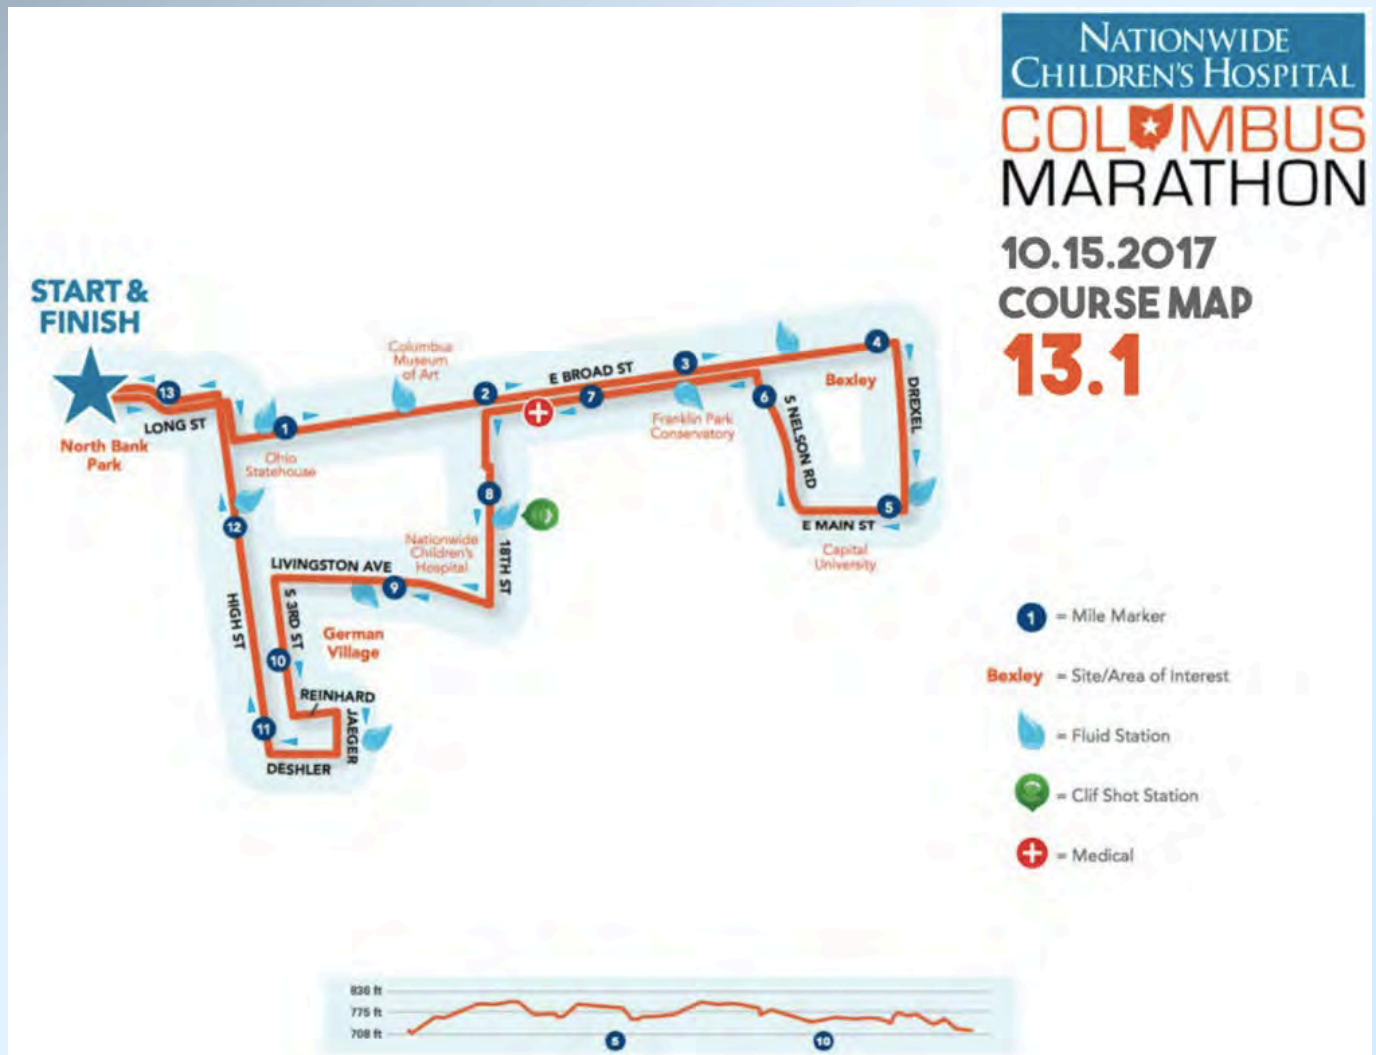 NATIONWIDE
CHILDREN'S HOSPITAL
COLUMBUS
MARATHON
10.15.2017
COURSE MAP
13.1
START &
FINISH
North Bank
Park
13
LONG ST
1
Ohio
Statehouse
Columbus
Museum
of Art
2
E BROAD ST
3
7
Franklin Park
Conservatory
4
Bexley
DREXEL
6
S NELSON RD
5
E MAIN ST
Capital
University
8
18TH ST
Nationwide
Children's
Hospital
LIVINGSTON AVE
9
12
HIGH ST
S 3RD ST
German
Village
10
REINHARD
JAEGER
11
DESHLER
1 = Mile Marker
Bexley = Site/Area of Interest
= Fluid Station
= Clif Shot Station
= Medical
836 ft
775 ft
708 ft
5
10